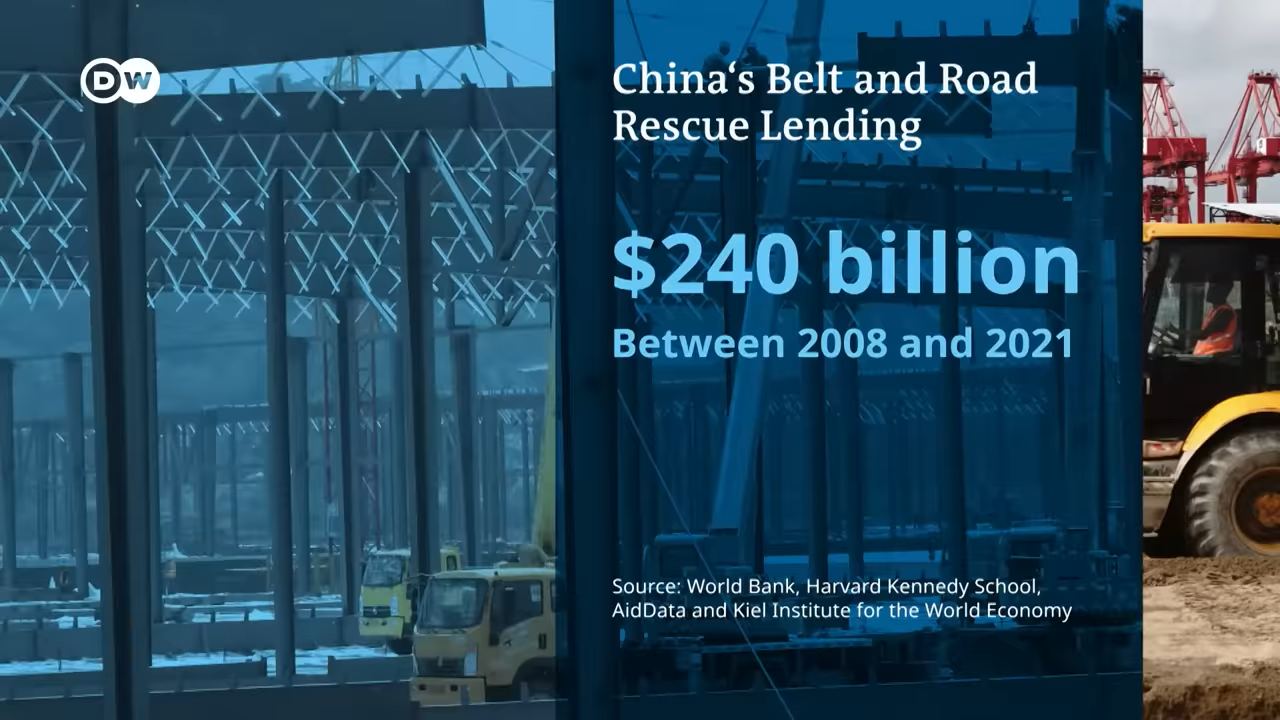 DW
China‘s Belt and Road
Rescue Lending
$240 billion
Between 2008 and 2021
Source: World Bank, Harvard Kennedy School,
AidData and Kiel Institute for the World Economy